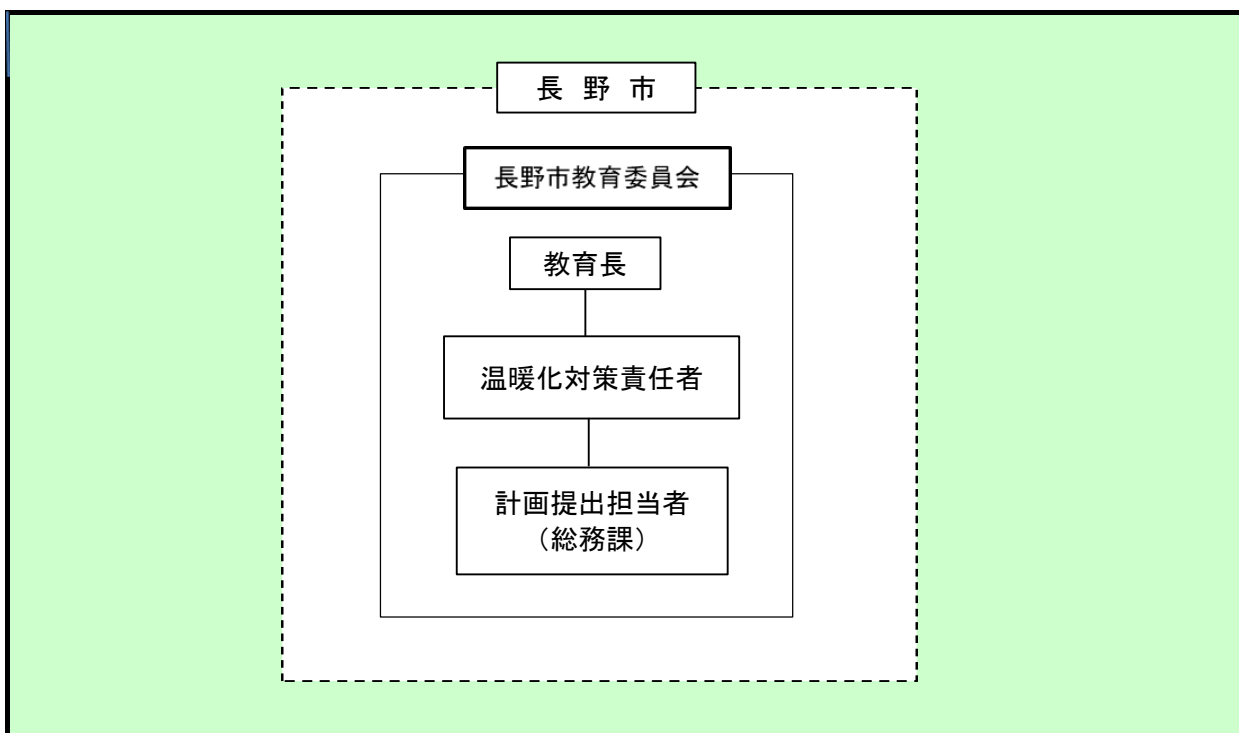 長 野 市
長野市教育委員会
教育長
温暖化対策責任者
計画提出担当者
（総務課）